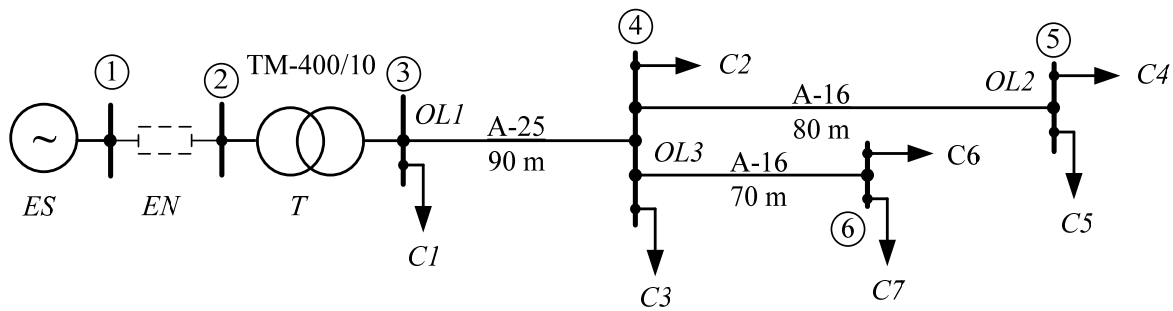 4
5
1
2
TM-400/10
3
C2
C4
OL2
OL1
A-25
A-16
~
90 m
80 m
OL3
A-16
C6
70 m
ES
EN
T
C1
6
C5
C3
C7